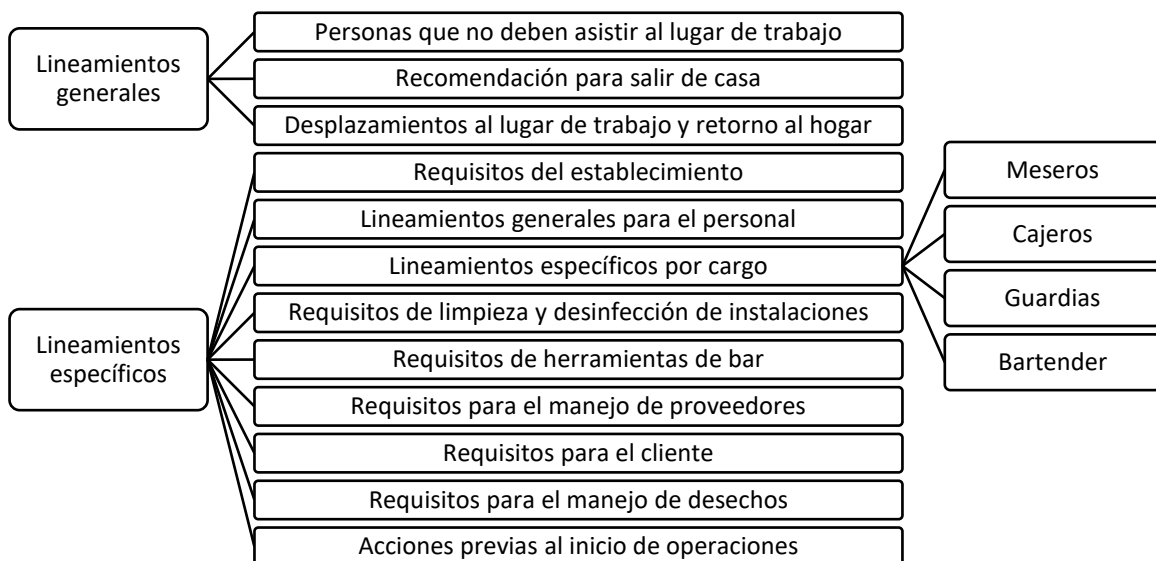 Lineamientos
generales
Personas que no deben asistir al lugar de trabajo
Recomendación para salir de casa
Desplazamientos al lugar de trabajo y retorno al hogar
Lineamientos
específicos
Requisitos del establecimiento
Lineamientos generales para el personal
Lineamientos específicos por cargo
Meseros
Cajeros
Guardias
Bartender
Requisitos de limpieza y desinfección de instalaciones
Requisitos de herramientas de bar
Requisitos para el manejo de proveedores
Requisitos para el cliente
Requisitos para el manejo de desechos
Acciones previas al inicio de operaciones